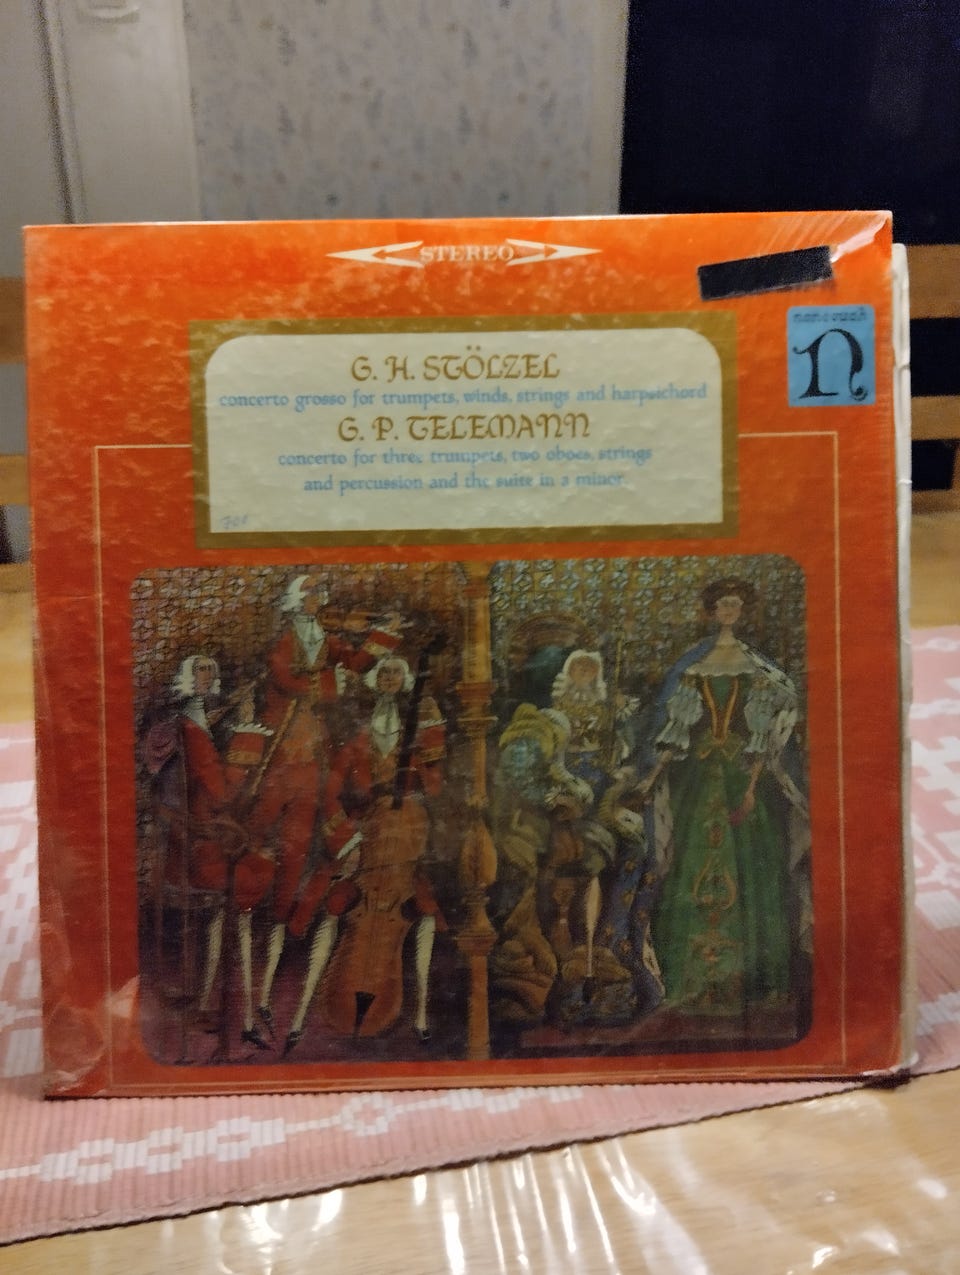 STEREO
nonesuch
n
G. H. STÖLZEL
concerto grosso for trumpets, winds, strings and harpsichord
G. P. TELEMANN
concerto for three trumpets, two oboes, strings
and percussion and the suite in a minor